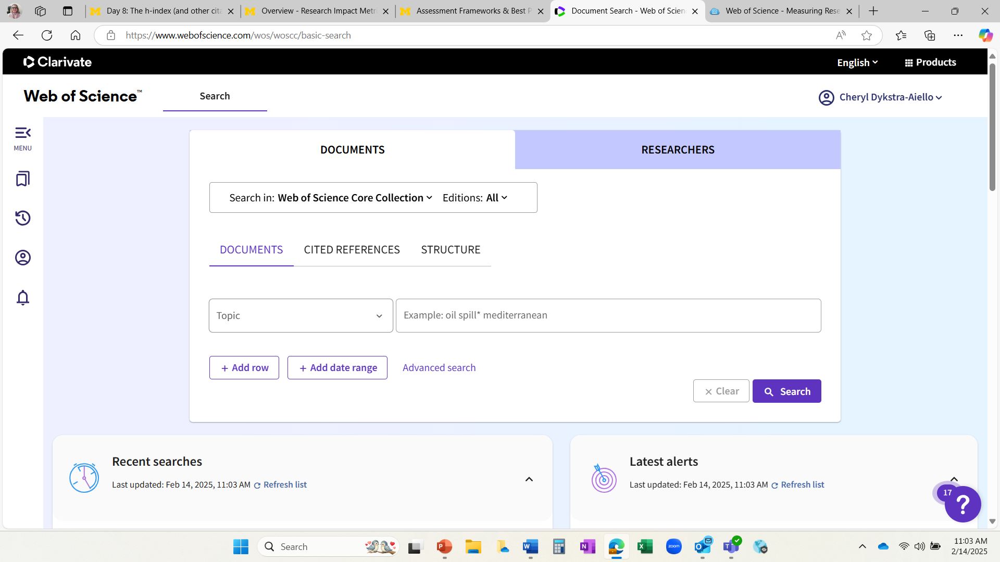 Day 8: The h-index (and other cita
Overview - Research Impact Metri
Assessment Frameworks & Best P
Document Search - Web of Scienc
Web of Science - Measuring Rese
https://www.webofscience.com/wos/woscc/basic-search
Clarivate
English
Products
Web of Science™
Search
Cheryl Dykstra-Aiello
MENU
DOCUMENTS
RESEARCHERS
Search in: Web of Science Core Collection Editions: All
DOCUMENTS
CITED REFERENCES
STRUCTURE
Topic
Example: oil spill* mediterranean
+ Add row
+ Add date range
Advanced search
× Clear
Search
Recent searches
Last updated: Feb 14, 2025, 11:03 AM Refresh list
Latest alerts
Last updated: Feb 14, 2025, 11:03 AM Refresh list
17
?
Search
zoom
11:03 AM
2/14/2025